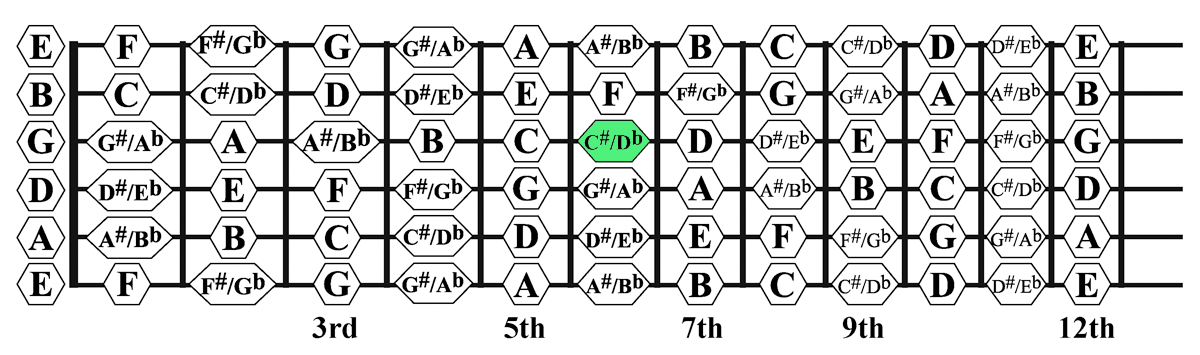 E F F#/Gb G G#/Ab A A#/Bb B C C#/Db D D#/Eb E
B C C#/Db D D#/Eb E F F#/Gb G G#/Ab A A#/Bb B
G G#/Ab A A#/Bb B C C#/Db D D#/Eb E F F#/Gb G
D D#/Eb E F F#/Gb G G#/Ab A A#/Bb B C C#/Db D
A A#/Bb B C C#/Db D D#/Eb E F F#/Gb G G#/Ab A
E F F#/Gb G G#/Ab A A#/Bb B C C#/Db D D#/Eb E
3rd 5th 7th 9th 12th